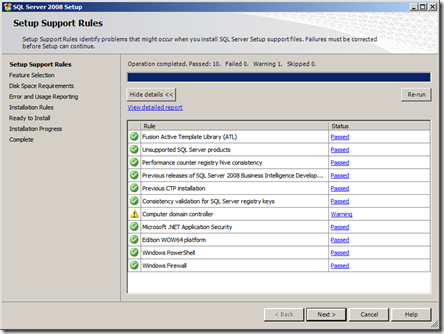 SQL Server 2008 Setup
Setup Support Rules
Setup Support Rules identify problems that might occur when you install SQL Server Setup support files. Failures must be corrected
before Setup can continue.
Setup Support Rules
Feature Selection
Disk Space Requirements
Error and Usage Reporting
Installation Rules
Ready to Install
Installation Progress
Complete
Operation completed. Passed: 10. Failed 0. Warning 1. Skipped 0.
Hide details << Re-run
View detailed report
Rule Status
Fusion Active Template Library (ATL) Passed
Unsupported SQL Server products Passed
Performance counter registry hive consistency Passed
Previous releases of SQL Server 2008 Business Intelligence Develop... Passed
Previous CTP installation Passed
Consistency validation for SQL Server registry keys Passed
Computer domain controller Warning
Microsoft .NET Application Security Passed
Edition WOW64 platform Passed
Windows PowerShell Passed
Windows Firewall Passed
< Back Next > Cancel Help